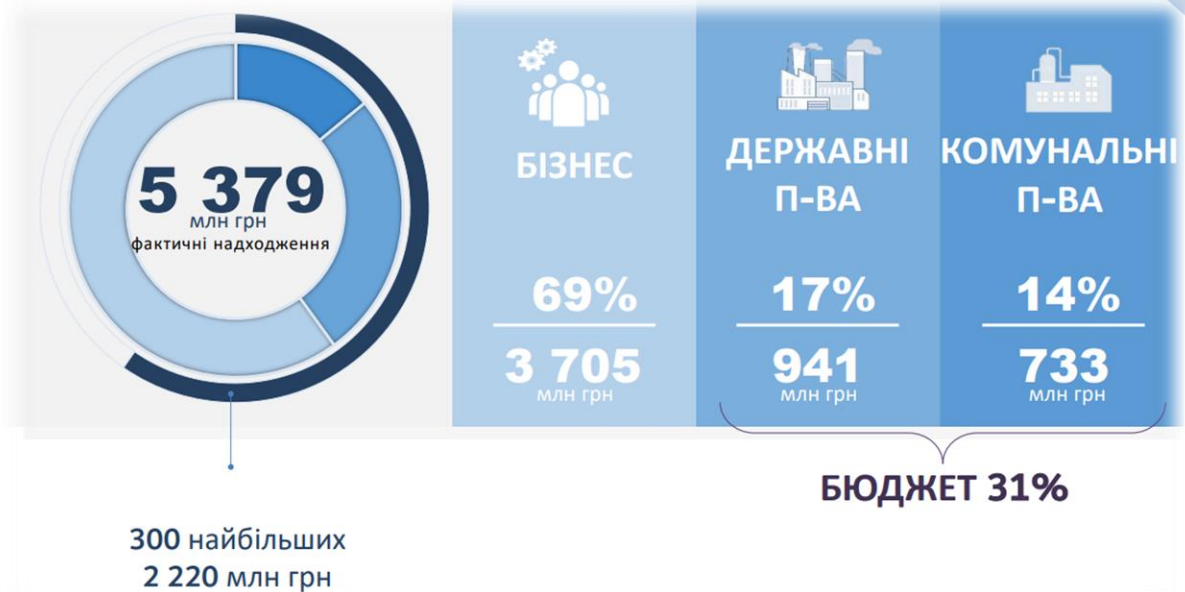 5 379
млн грн
фактичні надходження
300 найбільших
2 220 млн грн
БІЗНЕС
69%
3 705
млн грн
ДЕРЖАВНІ
П-ВА
17%
941
млн грн
КОМУНАЛЬНІ
П-ВА
14%
733
млн грн
БЮДЖЕТ 31%